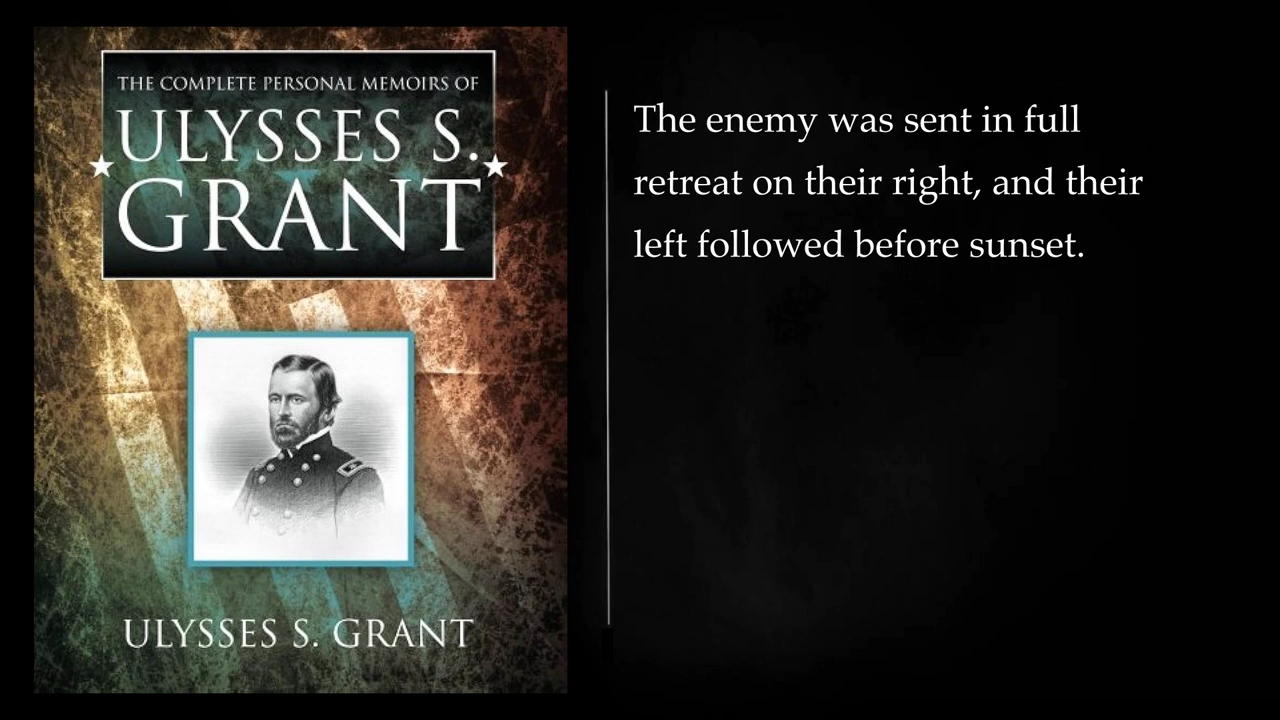 THE COMPLETE PERSONAL MEMOIRS OF
ULYSSES S.
GRANT
ULYSSES S. GRANT
The enemy was sent in full
retreat on their right, and their
left followed before sunset.